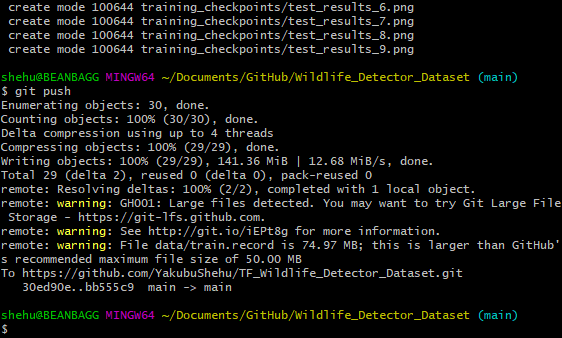 create mode 100644 training_checkpoints/test_results_6.png
create mode 100644 training_checkpoints/test_results_7.png
create mode 100644 training_checkpoints/test_results_8.png
create mode 100644 training_checkpoints/test_results_9.png
shehu@BEANBAGG MINGW64 ~/Documents/GitHub/Wildlife_Detector_Dataset (main)
$ git push
Enumerating objects: 30, done.
Counting objects: 100% (30/30), done.
Delta compression using up to 4 threads
Compressing objects: 100% (29/29), done.
Writing objects: 100% (29/29), 141.36 MiB | 12.68 MiB/s, done.
Total 29 (delta 2), reused 0 (delta 0), pack-reused 0
remote: Resolving deltas: 100% (2/2), completed with 1 local object.
remote: warning: GH001: Large files detected. You may want to try Git Large File
 Storage - https://git-lfs.github.com.
remote: warning: See http://git.io/iEPt8g for more information.
remote: warning: File data/train.record is 74.97 MB; this is larger than GitHub'
s recommended maximum file size of 50.00 MB
To https://github.com/YakubuShehu/TF_Wildlife_Detector_Dataset.git
   30ed90e..bb555c9  main -> main
shehu@BEANBAGG MINGW64 ~/Documents/GitHub/Wildlife_Detector_Dataset (main)
$